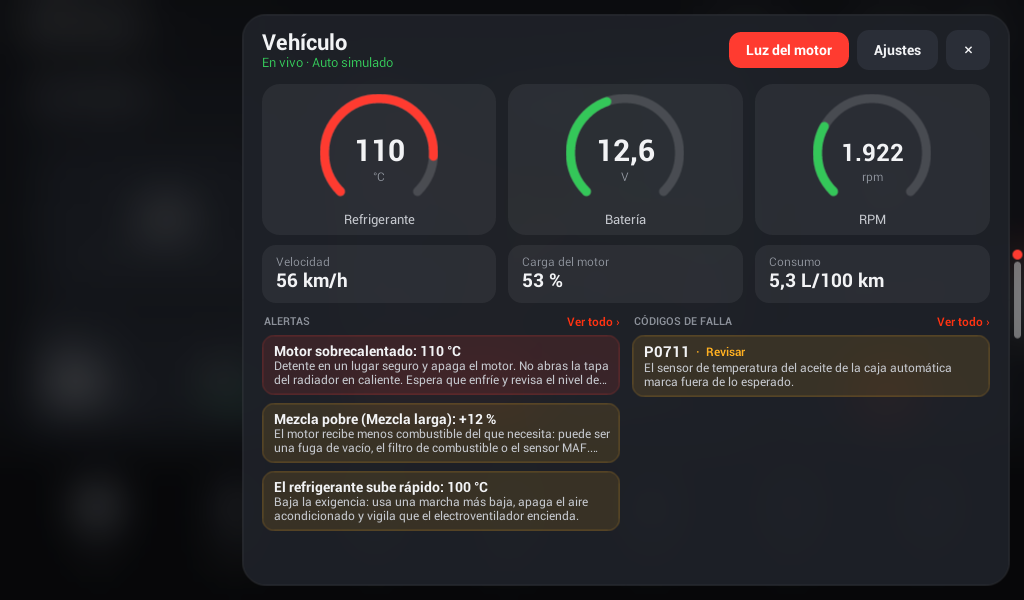 Vehículo
En vivo · Auto simulado
Luz del motor
Ajustes
×
110
°C
Refrigerante
12,6
V
Batería
1.922
rpm
RPM
Velocidad
56 km/h
Carga del motor
53 %
Consumo
5,3 L/100 km
ALERTAS
Ver todo ›
Motor sobrecalentado: 110 °C
Detente en un lugar seguro y apaga el motor. No abras la tapa
del radiador en caliente. Espera que enfríe y revisa el nivel de…
Mezcla pobre (Mezcla larga): +12 %
El motor recibe menos combustible del que necesita: puede ser
una fuga de vacío, el filtro de combustible o el sensor MAF.…
El refrigerante sube rápido: 100 °C
Baja la exigencia: usa una marcha más baja, apaga el aire
acondicionado y vigila que el electroventilador encienda.
CÓDIGOS DE FALLA
Ver todo ›
P0711 · Revisar
El sensor de temperatura del aceite de la caja automática
marca fuera de lo esperado.